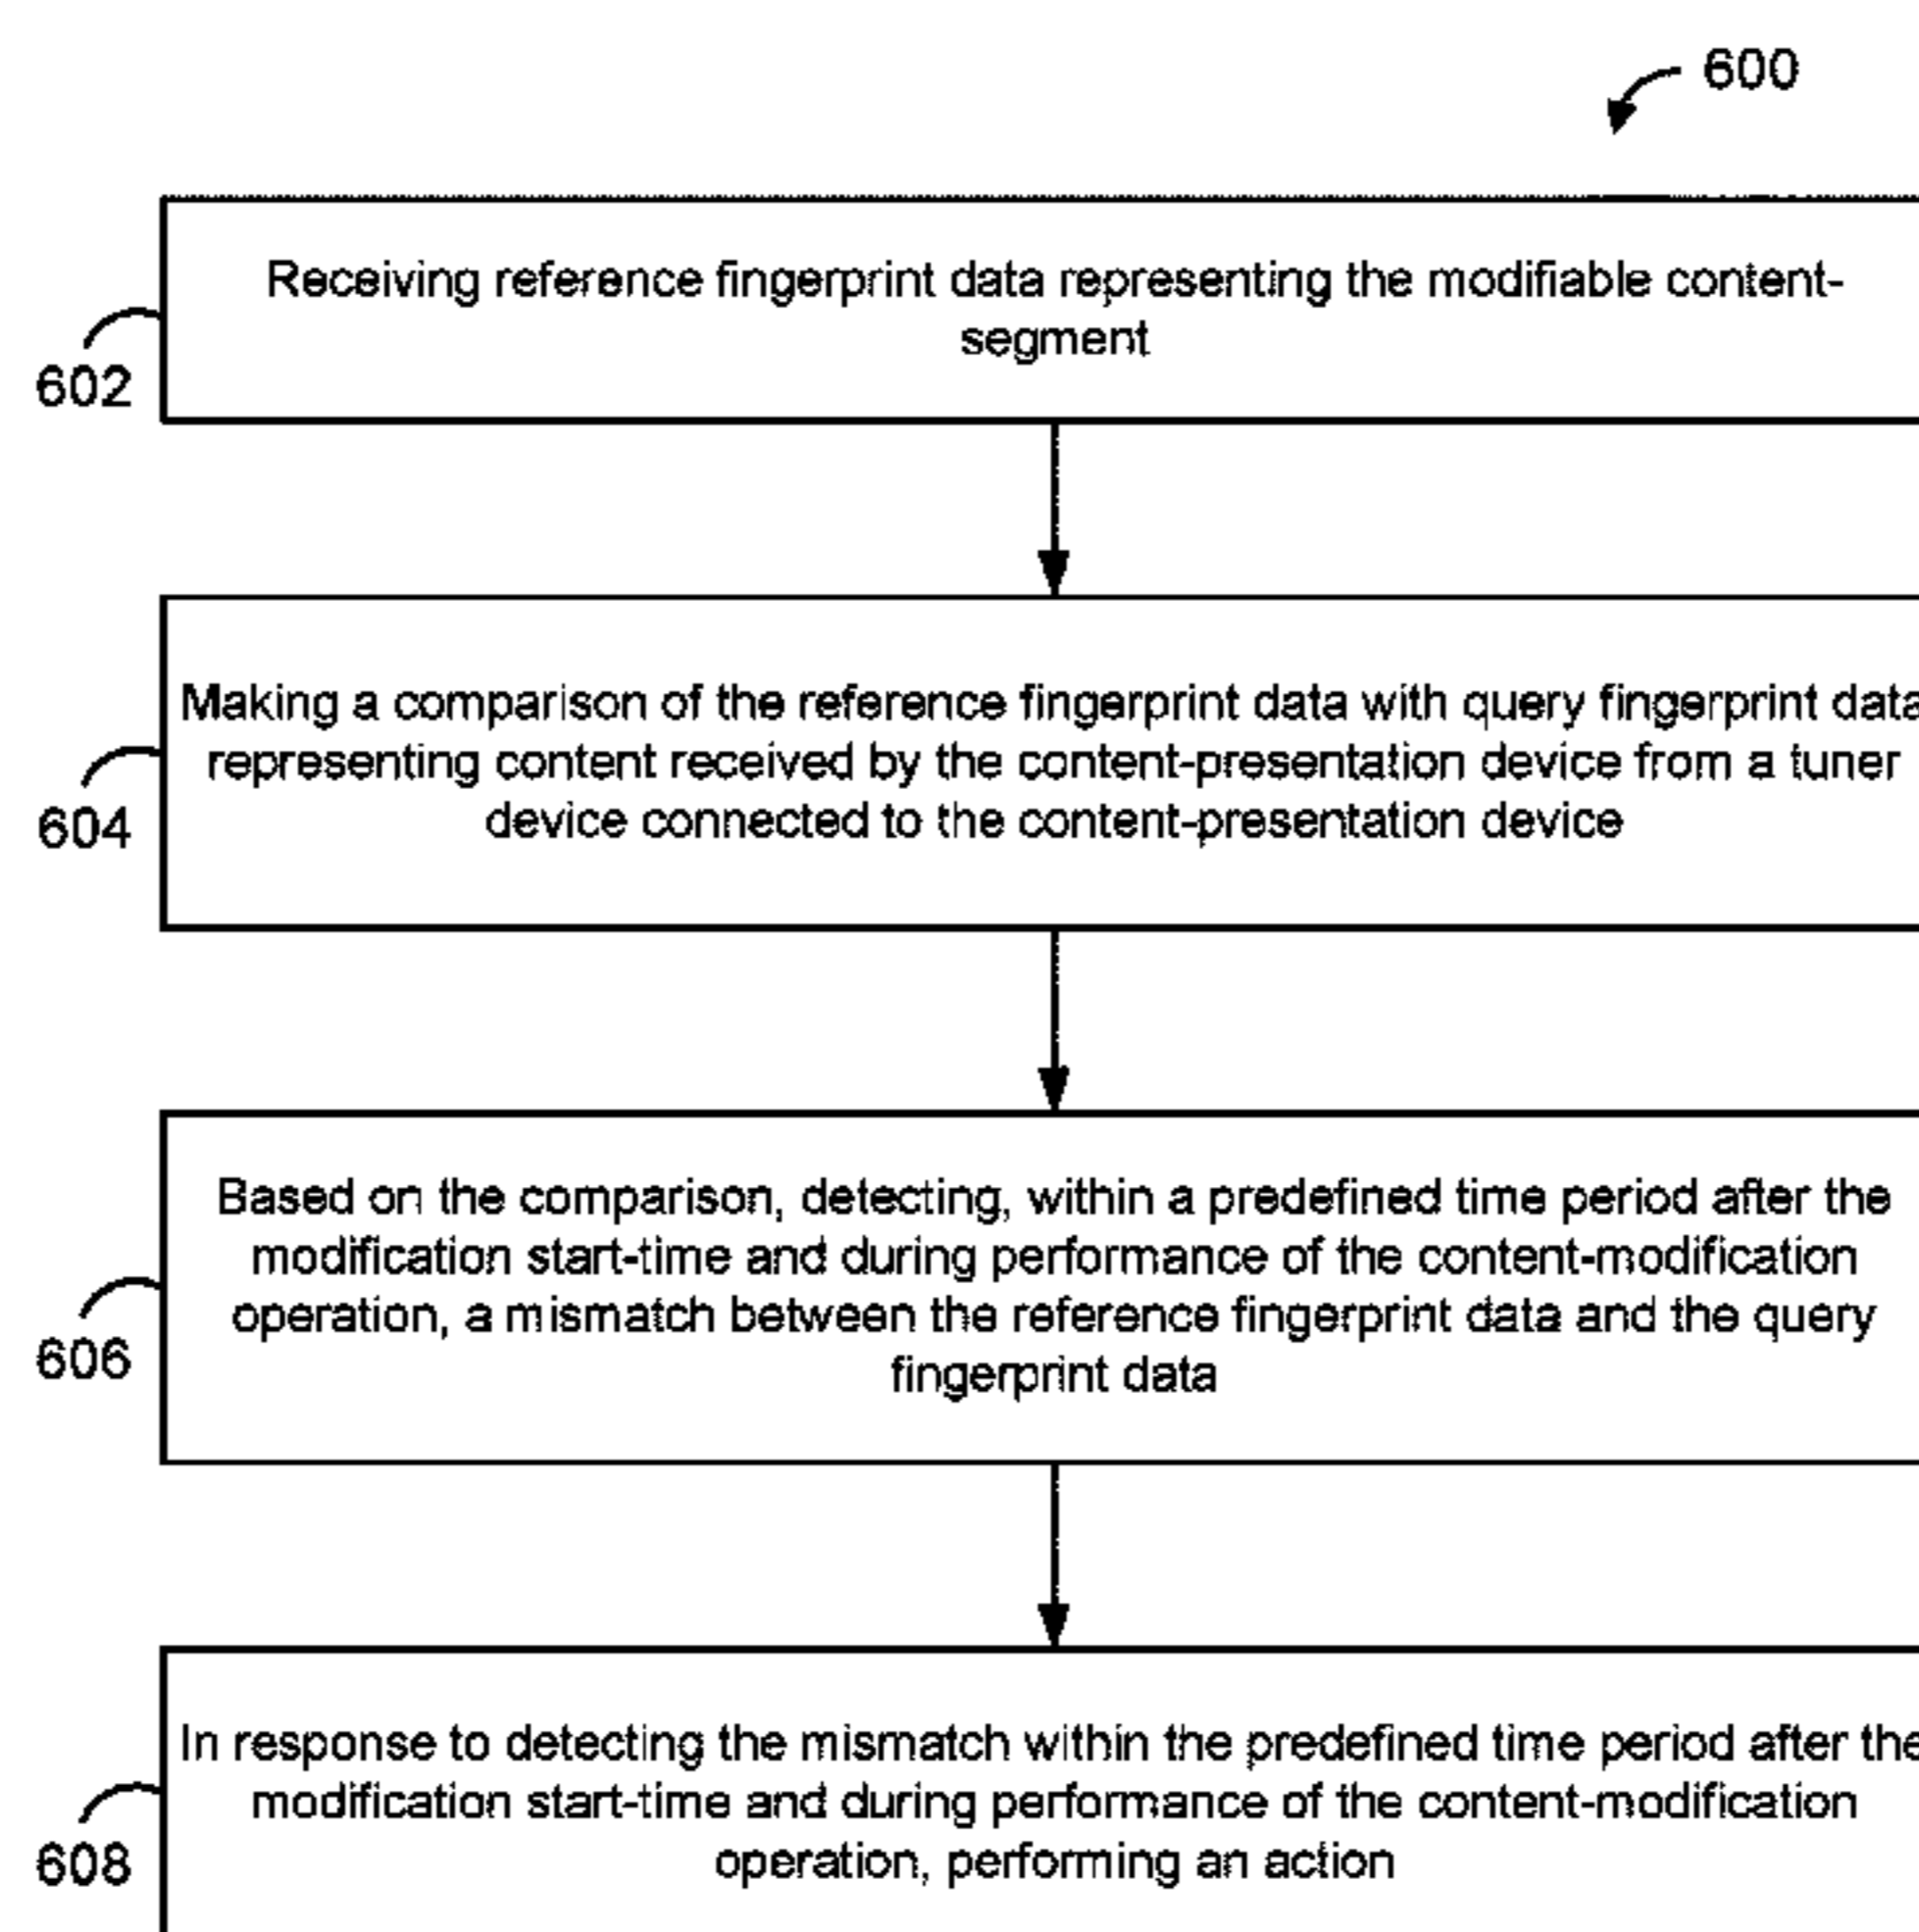 600
Receiving reference fingerprint data representing the modifiable content-
segment
602
Making a comparison of the reference fingerprint data with query fingerprint data
representing content received by the content-presentation device from a tuner
device connected to the content-presentation device
604
Based on the comparison, detecting, within a predefined time period after the
modification start-time and during performance of the content-modification
operation, a mismatch between the reference fingerprint data and the query
fingerprint data
606
In response to detecting the mismatch within the predefined time period after the
modification start-time and during performance of the content-modification
operation, performing an action
608